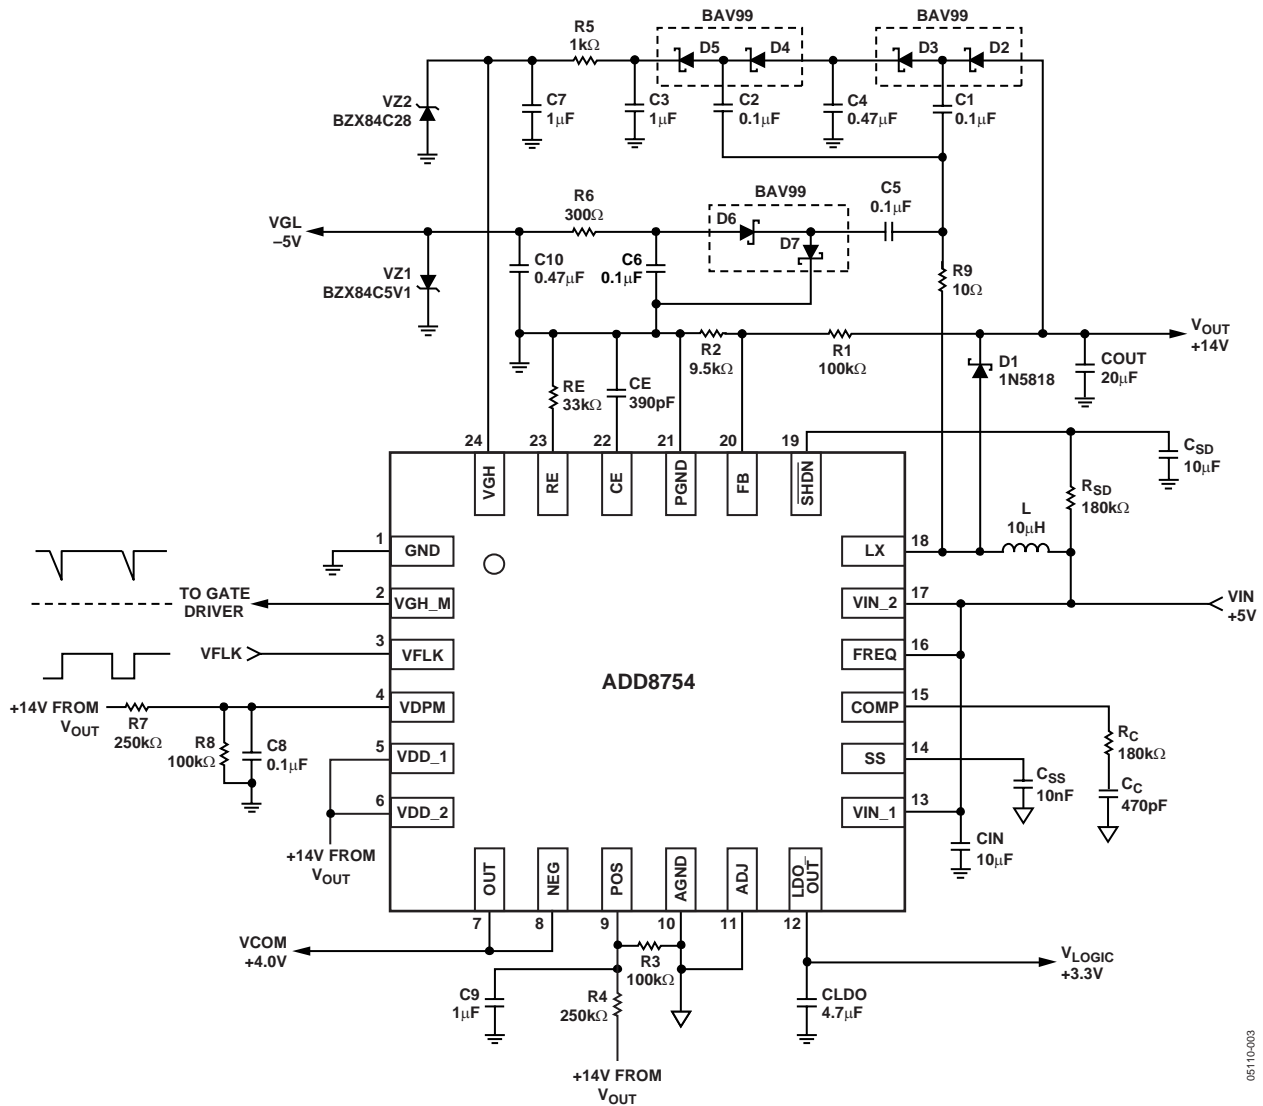 BAV99
BAV99
R5
1kΩ
D5
D4
D3
D2
VZ2
BZX84C28
C7
1μF
C3
1μF
C2
0.1μF
C4
0.47μF
C1
0.1μF
BAV99
R6
300Ω
C5
0.1μF
VGL
–5V
D6
D7
VZ1
BZX84C5V1
C10
0.47μF
C6
0.1μF
R9
10Ω
VOUT
+14V
R2
9.5kΩ
R1
100kΩ
D1
1N5818
COUT
20μF
RE
33kΩ
CE
390pF
24
23
22
21
20
19
VGH
RE
CE
PGND
FB
SHDN
CSD
10μF
RSD
180kΩ
L
10μH
1
GND
18
LX
TO GATE
DRIVER
2
VGH_M
17
VIN_2
VIN
+5V
VFLK
3
VFLK
16
FREQ
ADD8754
+14V FROM
VOUT
R7
250kΩ
R8
100kΩ
C8
0.1μF
4
VDPM
15
COMP
RC
180kΩ
CC
470pF
5
VDD_1
14
SS
CSS
10nF
6
VDD_2
13
VIN_1
+14V FROM
VOUT
CIN
10μF
OUT
NEG
POS
AGND
ADJ
LDO_
OUT
7
8
9
10
11
12
VCOM
+4.0V
R3
100kΩ
VLOGIC
+3.3V
C9
1μF
R4
250kΩ
CLDO
4.7μF
+14V FROM
VOUT
05110-003